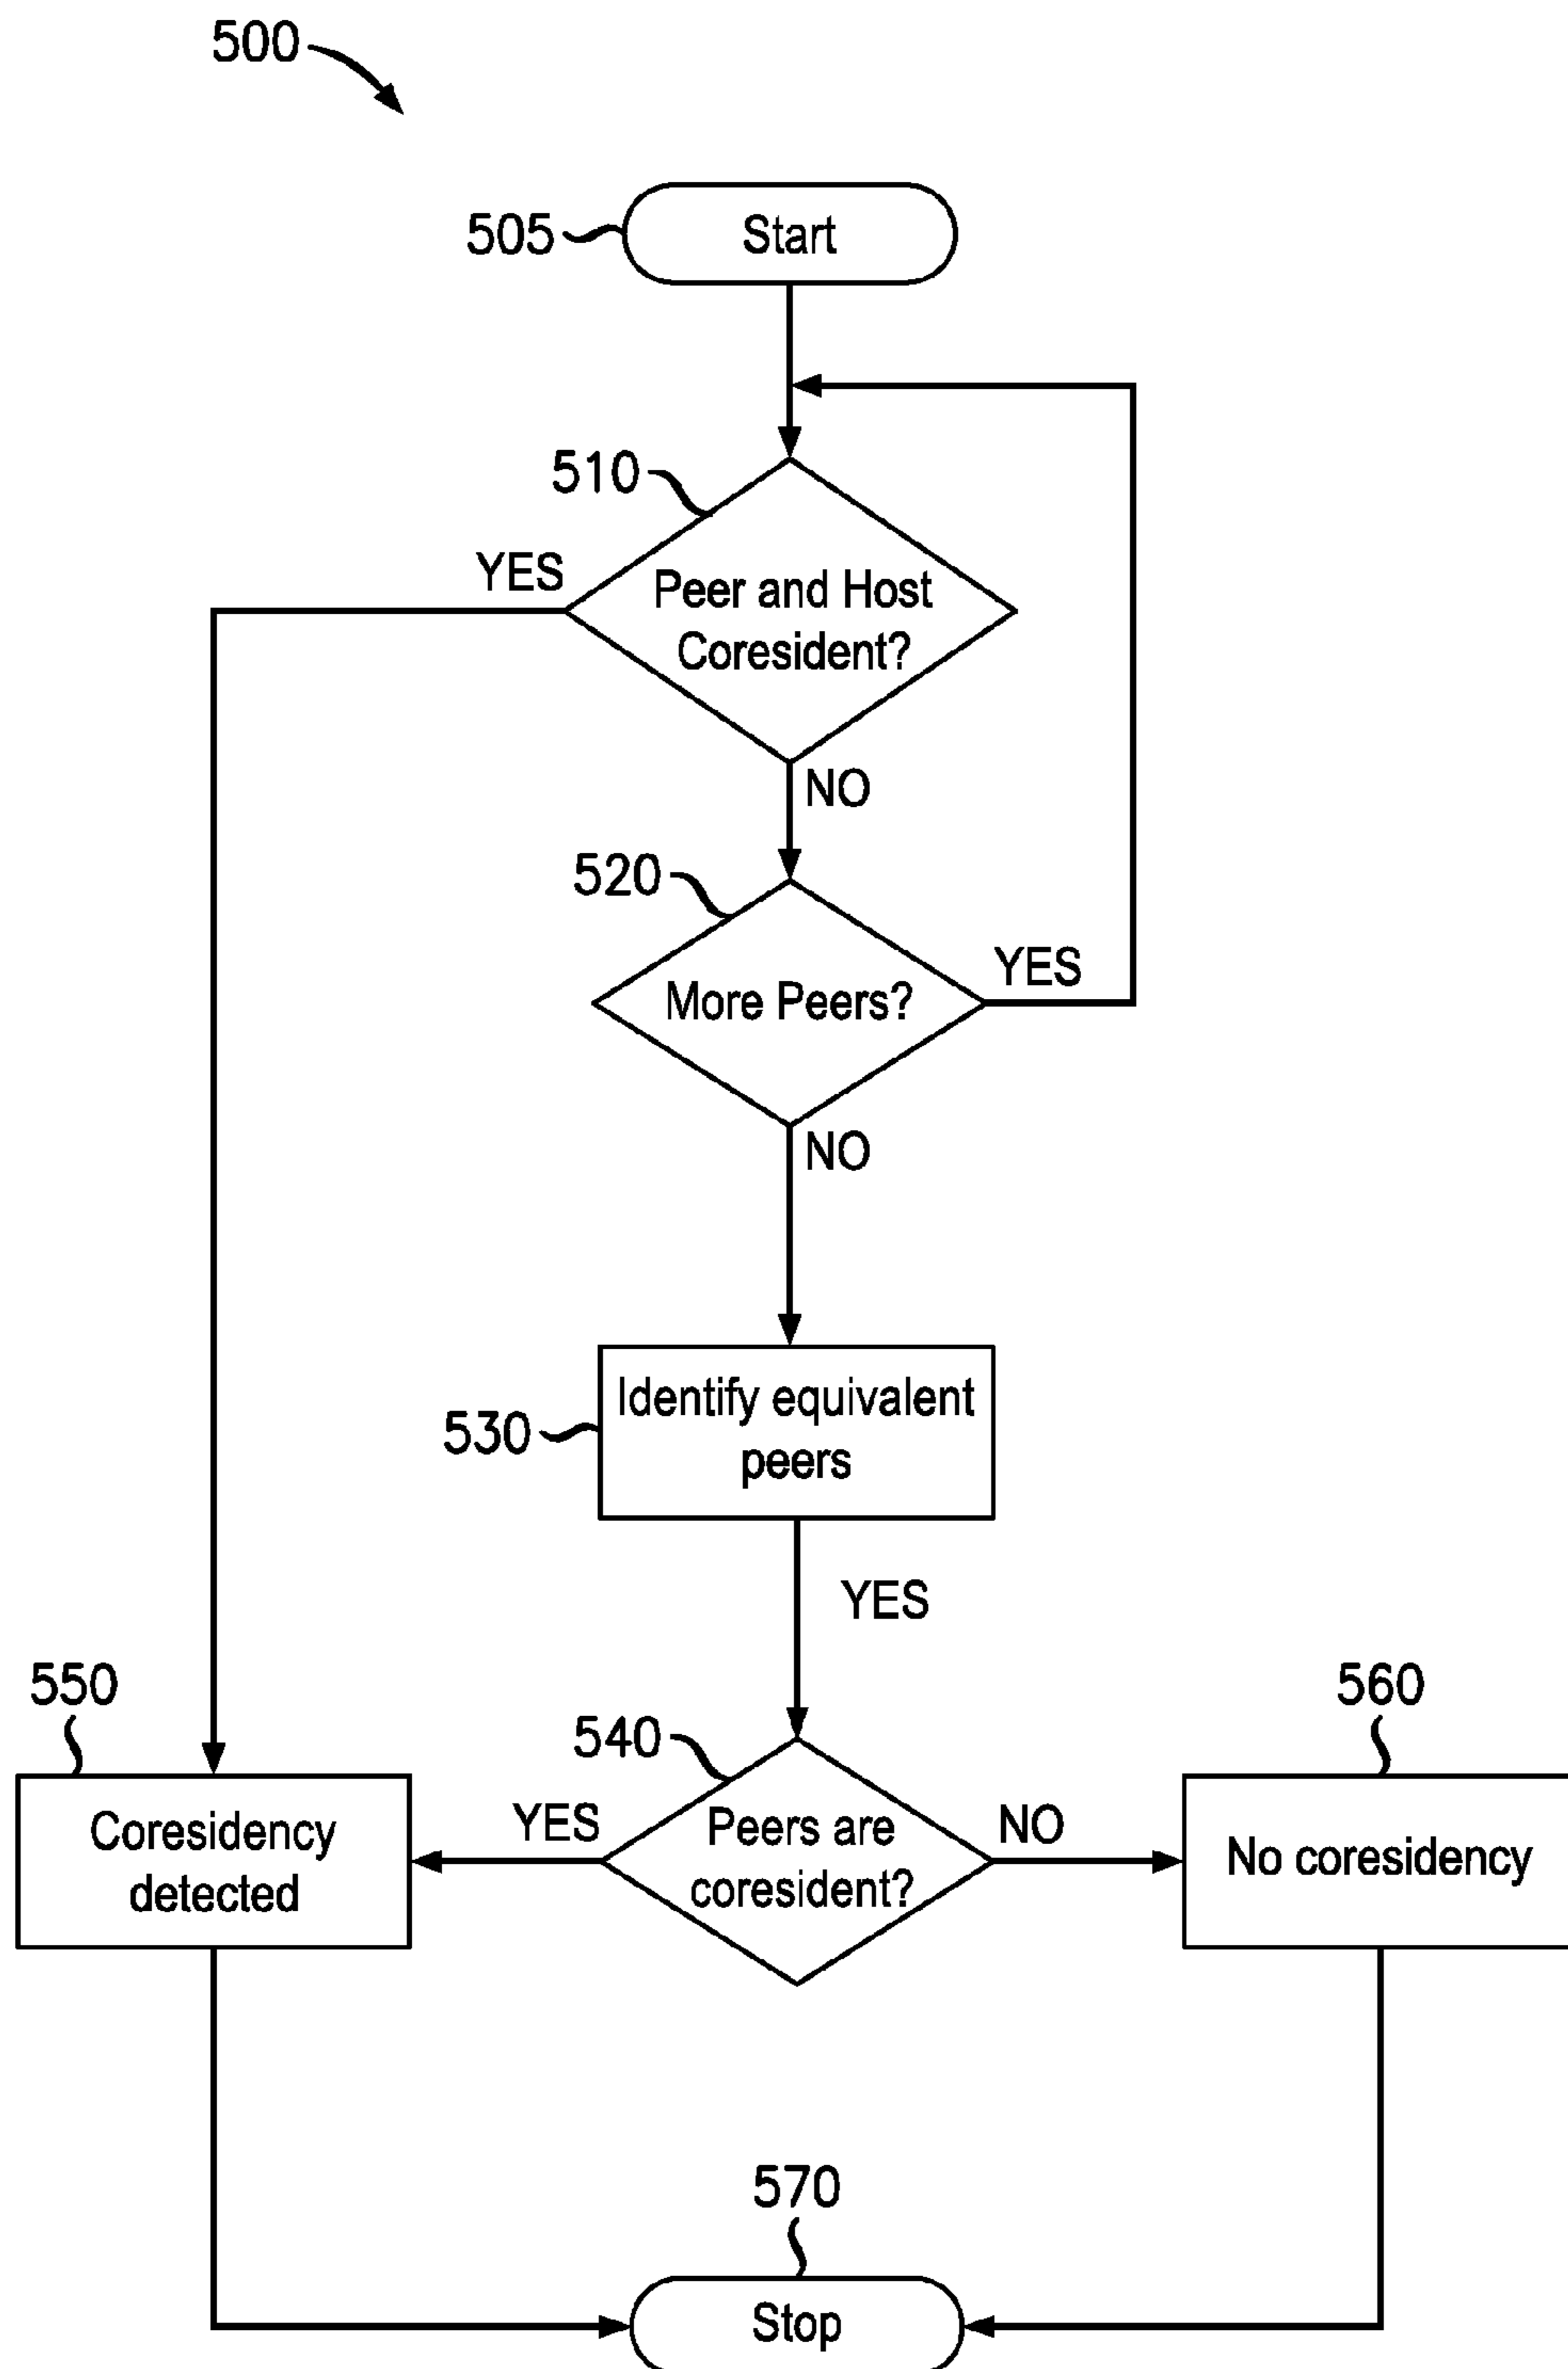 500
505
Start
510
YES
Peer and Host
Coresident?
NO
520
YES
More Peers?
NO
Identify equivalent
peers
530
YES
550
560
540
Coresidency
detected
YES
Peers are
coresident?
NO
No coresidency
570
Stop